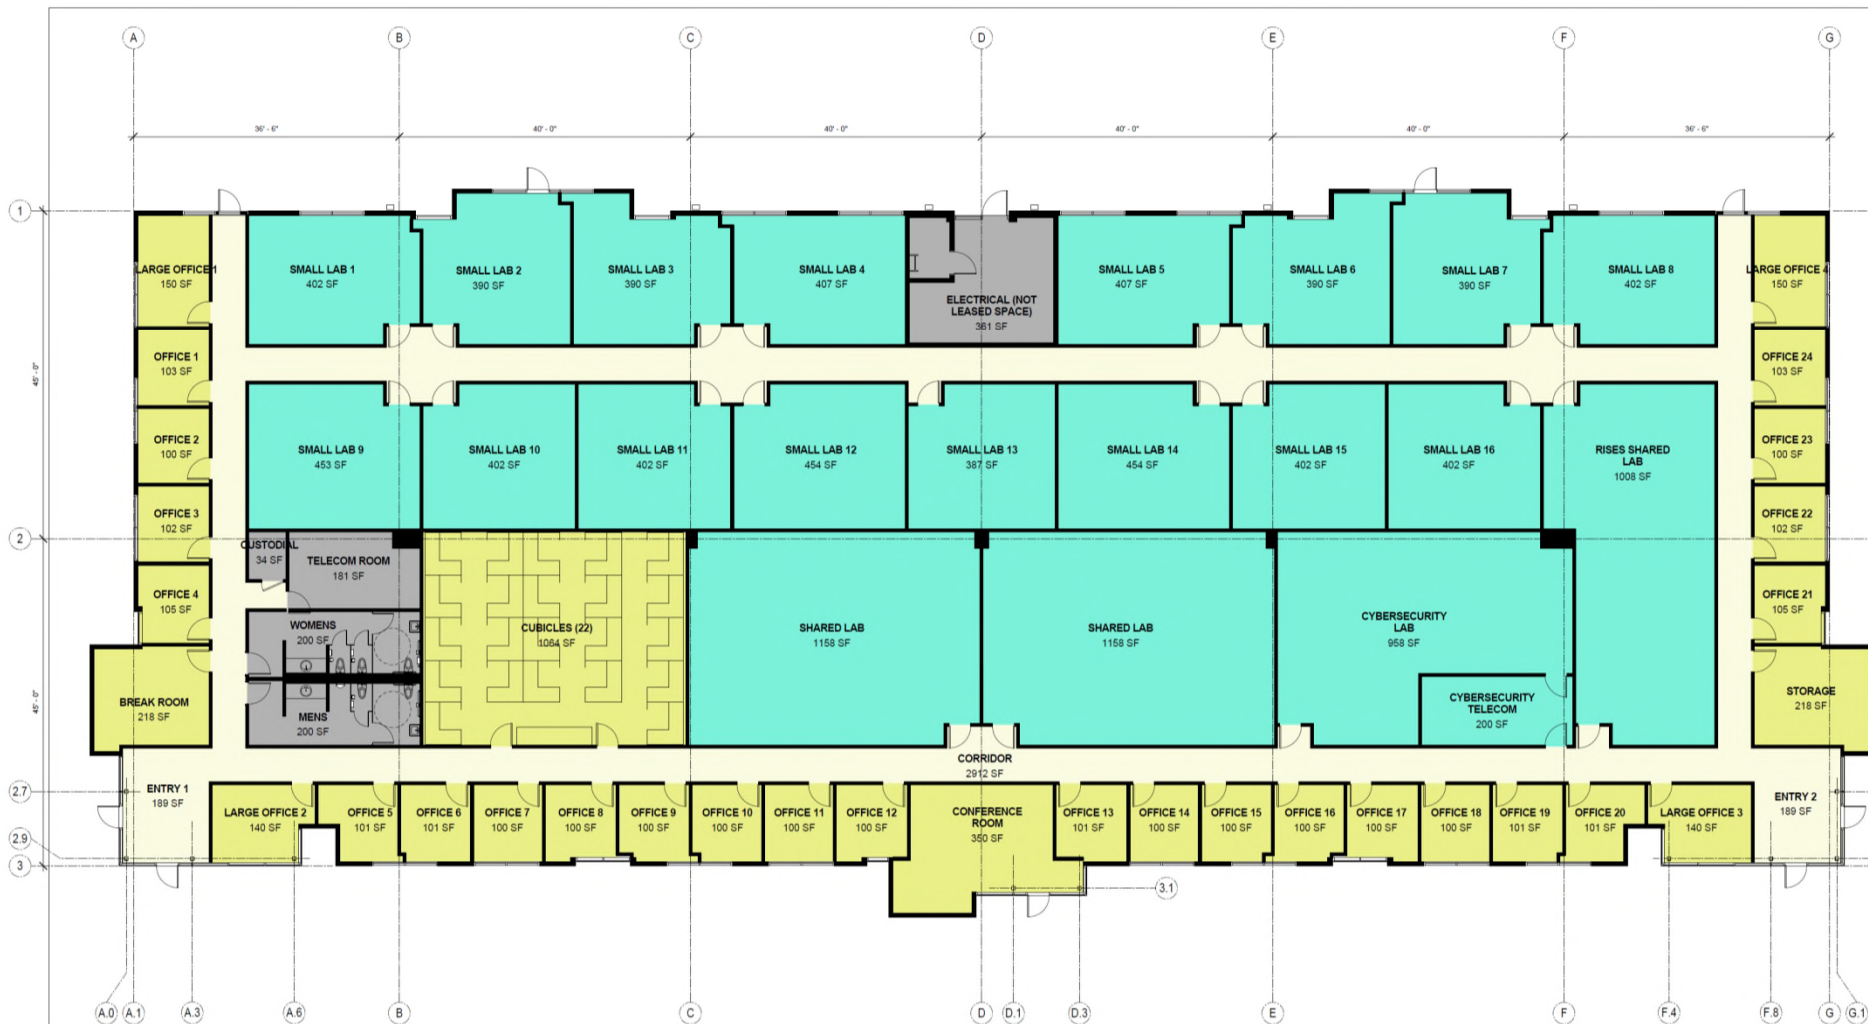 A B C D E F G
36' - 6" 40' - 0" 40' - 0" 40' - 0" 40' - 0" 36' - 6"
1
LARGE OFFICE 1
150 SF
SMALL LAB 1
402 SF
SMALL LAB 2
390 SF
SMALL LAB 3
390 SF
SMALL LAB 4
407 SF
ELECTRICAL (NOT
LEASED SPACE)
361 SF
SMALL LAB 5
407 SF
SMALL LAB 6
390 SF
SMALL LAB 7
390 SF
SMALL LAB 8
402 SF
LARGE OFFICE 4
150 SF
45' - 0"
OFFICE 1
103 SF
OFFICE 24
103 SF
OFFICE 2
100 SF
SMALL LAB 9
453 SF
SMALL LAB 10
402 SF
SMALL LAB 11
402 SF
SMALL LAB 12
454 SF
SMALL LAB 13
387 SF
SMALL LAB 14
454 SF
SMALL LAB 15
402 SF
SMALL LAB 16
402 SF
RISES SHARED
LAB
1008 SF
OFFICE 23
100 SF
OFFICE 3
102 SF
OFFICE 22
102 SF
2
CUSTODIAL
34 SF
TELECOM ROOM
181 SF
OFFICE 4
105 SF
OFFICE 21
105 SF
WOMENS
200 SF
CUBICLES (22)
1064 SF
SHARED LAB
1158 SF
SHARED LAB
1158 SF
CYBERSECURITY
LAB
958 SF
45' - 0"
BREAK ROOM
218 SF
MENS
200 SF
CYBERSECURITY
TELECOM
200 SF
STORAGE
218 SF
CORRIDOR
2912 SF
2.7
ENTRY 1
189 SF
LARGE OFFICE 2
140 SF
OFFICE 5
101 SF
OFFICE 6
101 SF
OFFICE 7
100 SF
OFFICE 8
100 SF
OFFICE 9
100 SF
OFFICE 10
100 SF
OFFICE 11
100 SF
OFFICE 12
100 SF
CONFERENCE
ROOM
350 SF
OFFICE 13
101 SF
OFFICE 14
100 SF
OFFICE 15
100 SF
OFFICE 16
100 SF
OFFICE 17
100 SF
OFFICE 18
100 SF
OFFICE 19
101 SF
OFFICE 20
101 SF
LARGE OFFICE 3
140 SF
ENTRY 2
189 SF
2.9
3
3.1
A.0 A.1 A.3 A.6 B C D D.1 D.3 E F F.4 F.8 G G.1